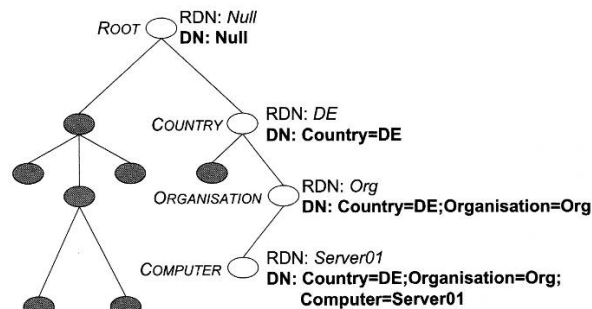 ROOT RDN: Null
DN: Null
COUNTRY RDN: DE
DN: Country=DE
ORGANISATION RDN: Org
DN: Country=DE;Organisation=Org
COMPUTER RDN: Server01
DN: Country=DE;Organisation=Org;
Computer=Server01